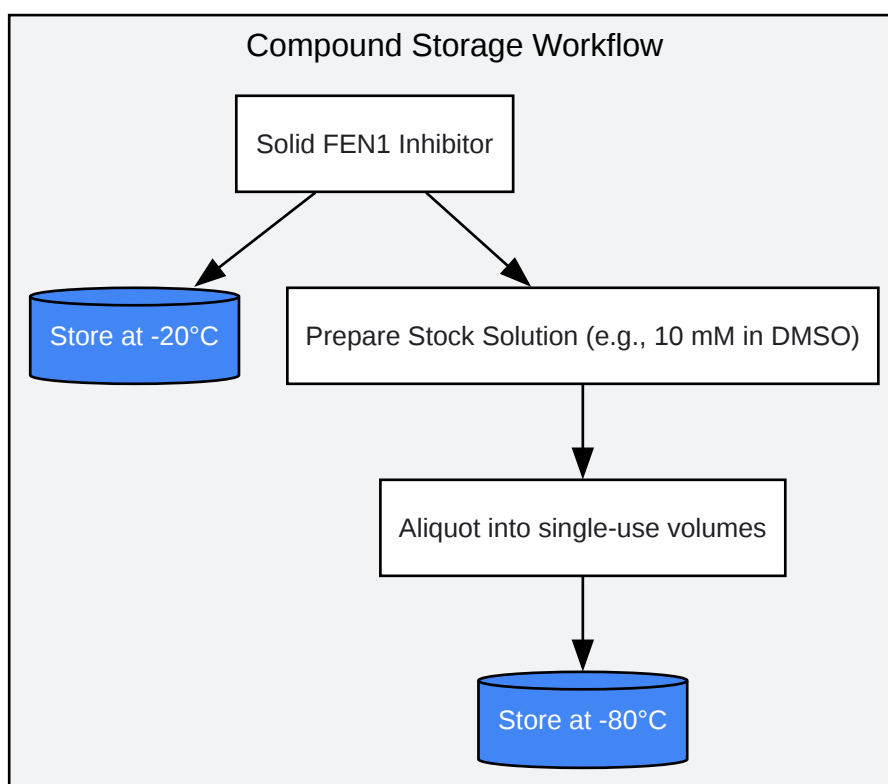 Compound Storage Workflow
Solid FEN1 Inhibitor
Store at -20°C
Prepare Stock Solution (e.g., 10 mM in DMSO)
Aliquot into single-use volumes
Store at -80°C